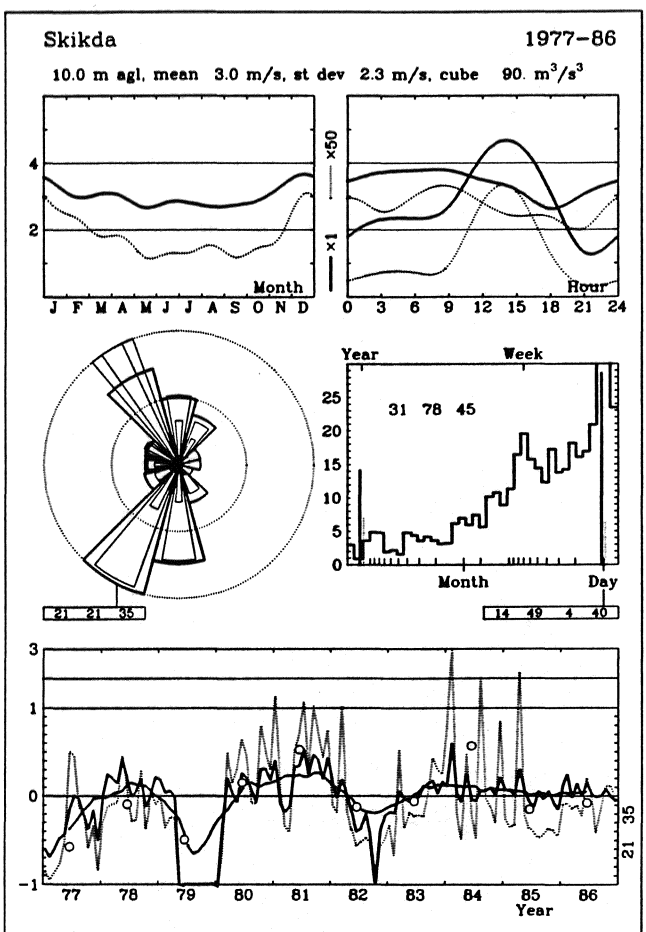 Skikda 1977-86
10.0 m agl, mean 3.0 m/s, st dev 2.3 m/s, cube 90. m³/s³
×50
×1
4
2
Month
J F M A M J J A S O N D
Hour
0 3 6 9 12 15 18 21 24
Year Week
25
20
15
10
5
0
31 78 45
Month Day
21 21 35
14 49 4 40
3
1
0
-1
77 78 79 80 81 82 83 84 85 86
Year
21 35